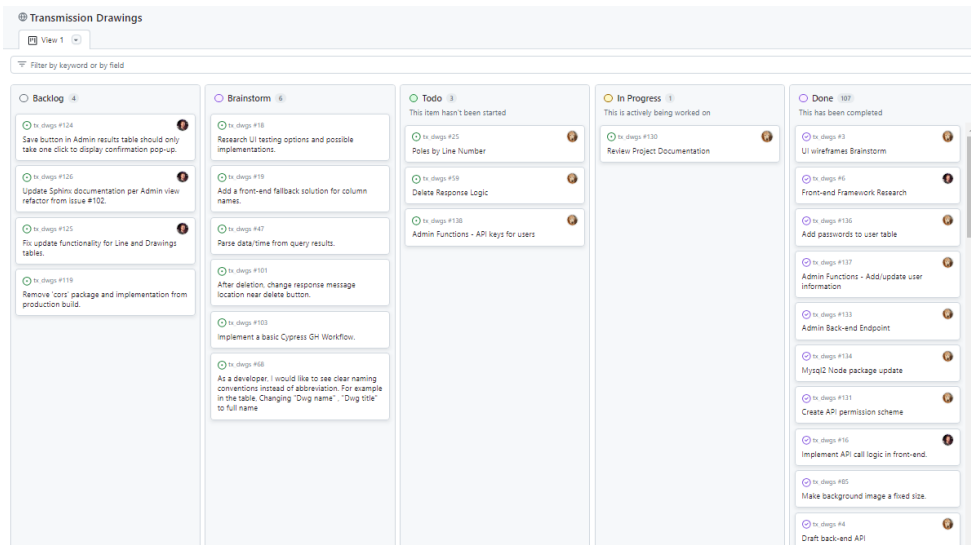 Transmission Drawings
View 1
Filter by keyword or by field
Backlog 4
tx_dwgs #124
Save button in Admin results table should only
take one click to display confirmation pop-up.
tx_dwgs #126
Update Sphinx documentation per Admin view
refactor from issue #102.
tx_dwgs #125
Fix update functionality for Line and Drawings
tables.
tx_dwgs #119
Remove 'cors' package and implementation from
production build.
Brainstorm 6
tx_dwgs #18
Research UI testing options and possible
implementations.
tx_dwgs #19
Add a front-end fallback solution for column
names.
tx_dwgs #47
Parse data/time from query results.
tx_dwgs #101
After deletion, change response message
location near delete button.
tx_dwgs #103
Implement a basic Cypress GH Workflow.
tx_dwgs #68
As a developer, I would like to see clear naming
conventions instead of abbreviation. For example
in the table. Changing "Dwg name" , "Dwg title"
to full name
Todo 3
This item hasn't been started
tx_dwgs #25
Poles by Line Number
tx_dwgs #59
Delete Response Logic
tx_dwgs #138
Admin Functions - API keys for users
In Progress 1
This is actively being worked on
tx_dwgs #130
Review Project Documentation
Done 107
This has been completed
tx_dwgs #3
UI wireframes Brainstorm
tx_dwgs #6
Front-end Framework Research
tx_dwgs #136
Add passwords to user table
tx_dwgs #137
Admin Functions - Add/update user
information
tx_dwgs #133
Admin Back-end Endpoint
tx_dwgs #134
Mysql2 Node package update
tx_dwgs #131
Create API permission scheme
tx_dwgs #16
Implement API call logic in front-end.
tx_dwgs #85
Make background image a fixed size.
tx_dwgs #4
Draft back-end API